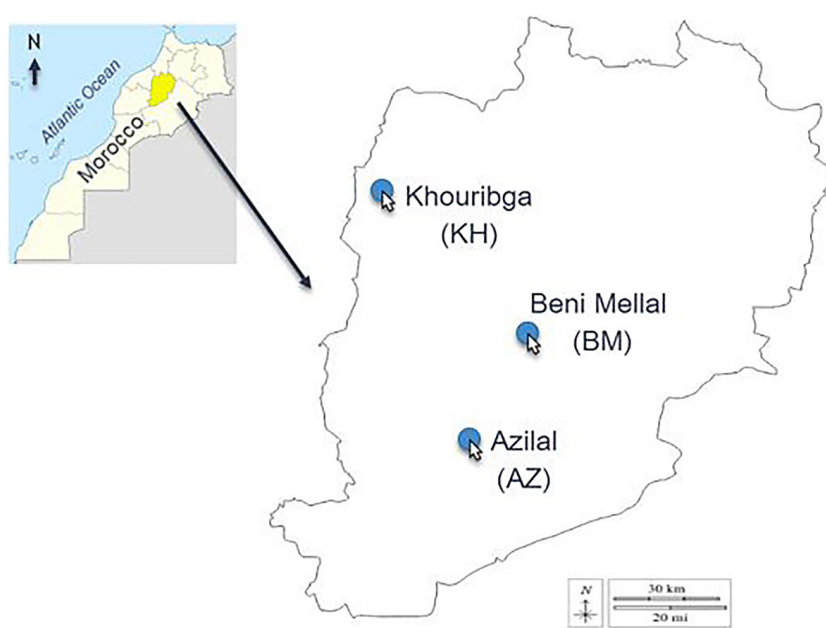 N
Atlantic Ocean
Morocco
Khouribga
(KH)
Beni Mellal
(BM)
Azilal
(AZ)
N
30 km
20 mi